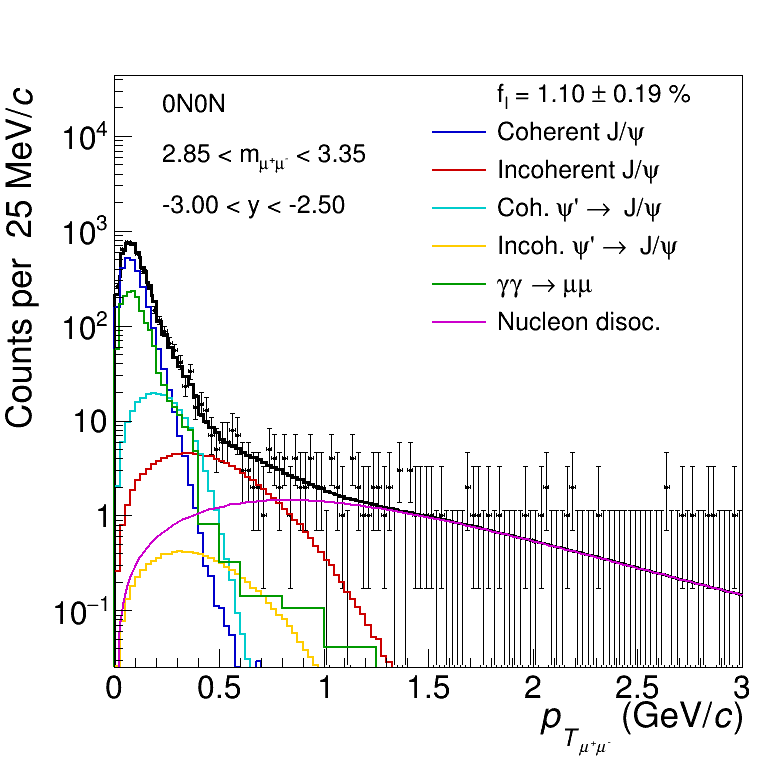 0N0N
2.85 < m_μ⁺μ⁻ < 3.35
-3.00 < y < -2.50
f_I = 1.10 ± 0.19 %
Coherent J/ψ
Incoherent J/ψ
Coh. ψ' → J/ψ
Incoh. ψ' → J/ψ
γγ → μμ
Nucleon disoc.
Counts per 25 MeV/c
10⁴
10³
10²
10
1
10⁻¹
0 0.5 1 1.5 2 2.5 3
p_T μ⁺μ⁻ (GeV/c)